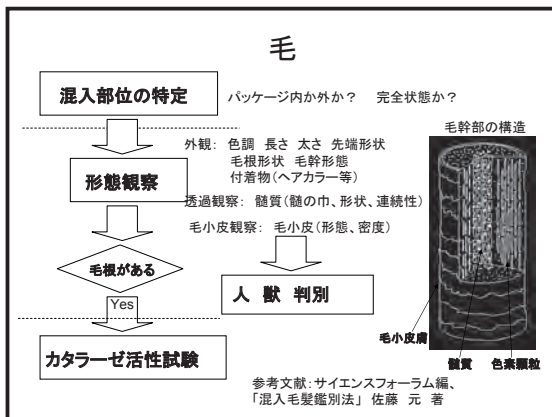 毛
混入部位の特定
パッケージ内か外か？　完全状態か？
外観： 色調 長さ 太さ 先端形状
毛根形状 毛幹形態
付着物(ヘアカラー等)
形態観察
透過観察： 髄質(髄の巾、形状、連続性)
毛小皮観察： 毛小皮(形態、密度)
毛根がある
人 獣 判別
Yes
カタラーゼ活性試験
毛幹部の構造
毛小皮膚
髄質
色素顆粒
参考文献：サイエンスフォーラム編、
「混入毛髪鑑別法」 佐藤 元 著